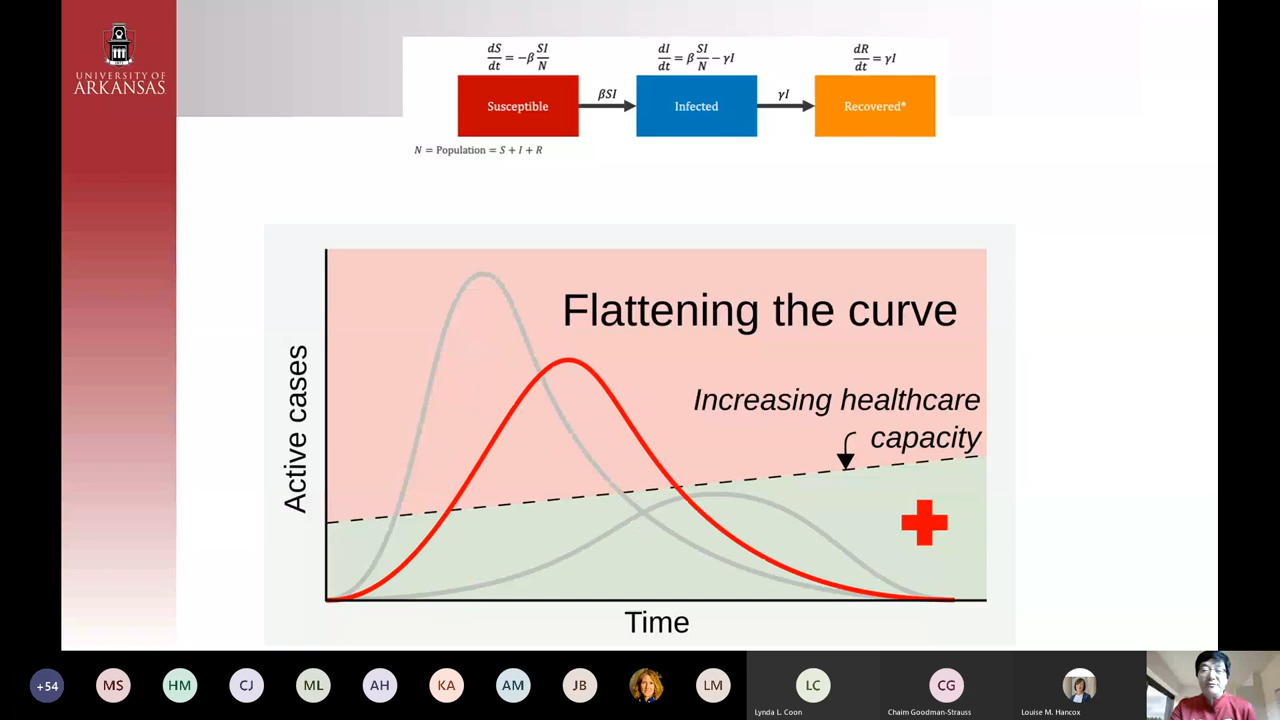 UNIVERSITY OF
ARKANSAS
dS/dt = −β SI/N
dI/dt = β SI/N − γI
dR/dt = γI
Susceptible
βSI
Infected
γI
Recovered*
N = Population = S + I + R
Flattening the curve
Increasing healthcare
capacity
Active cases
Time
+54
MS
HM
CJ
ML
AH
KA
AM
JB
LM
LC
Lynda L. Coon
CG
Chaim Goodman-Strauss
Louise M. Hancox